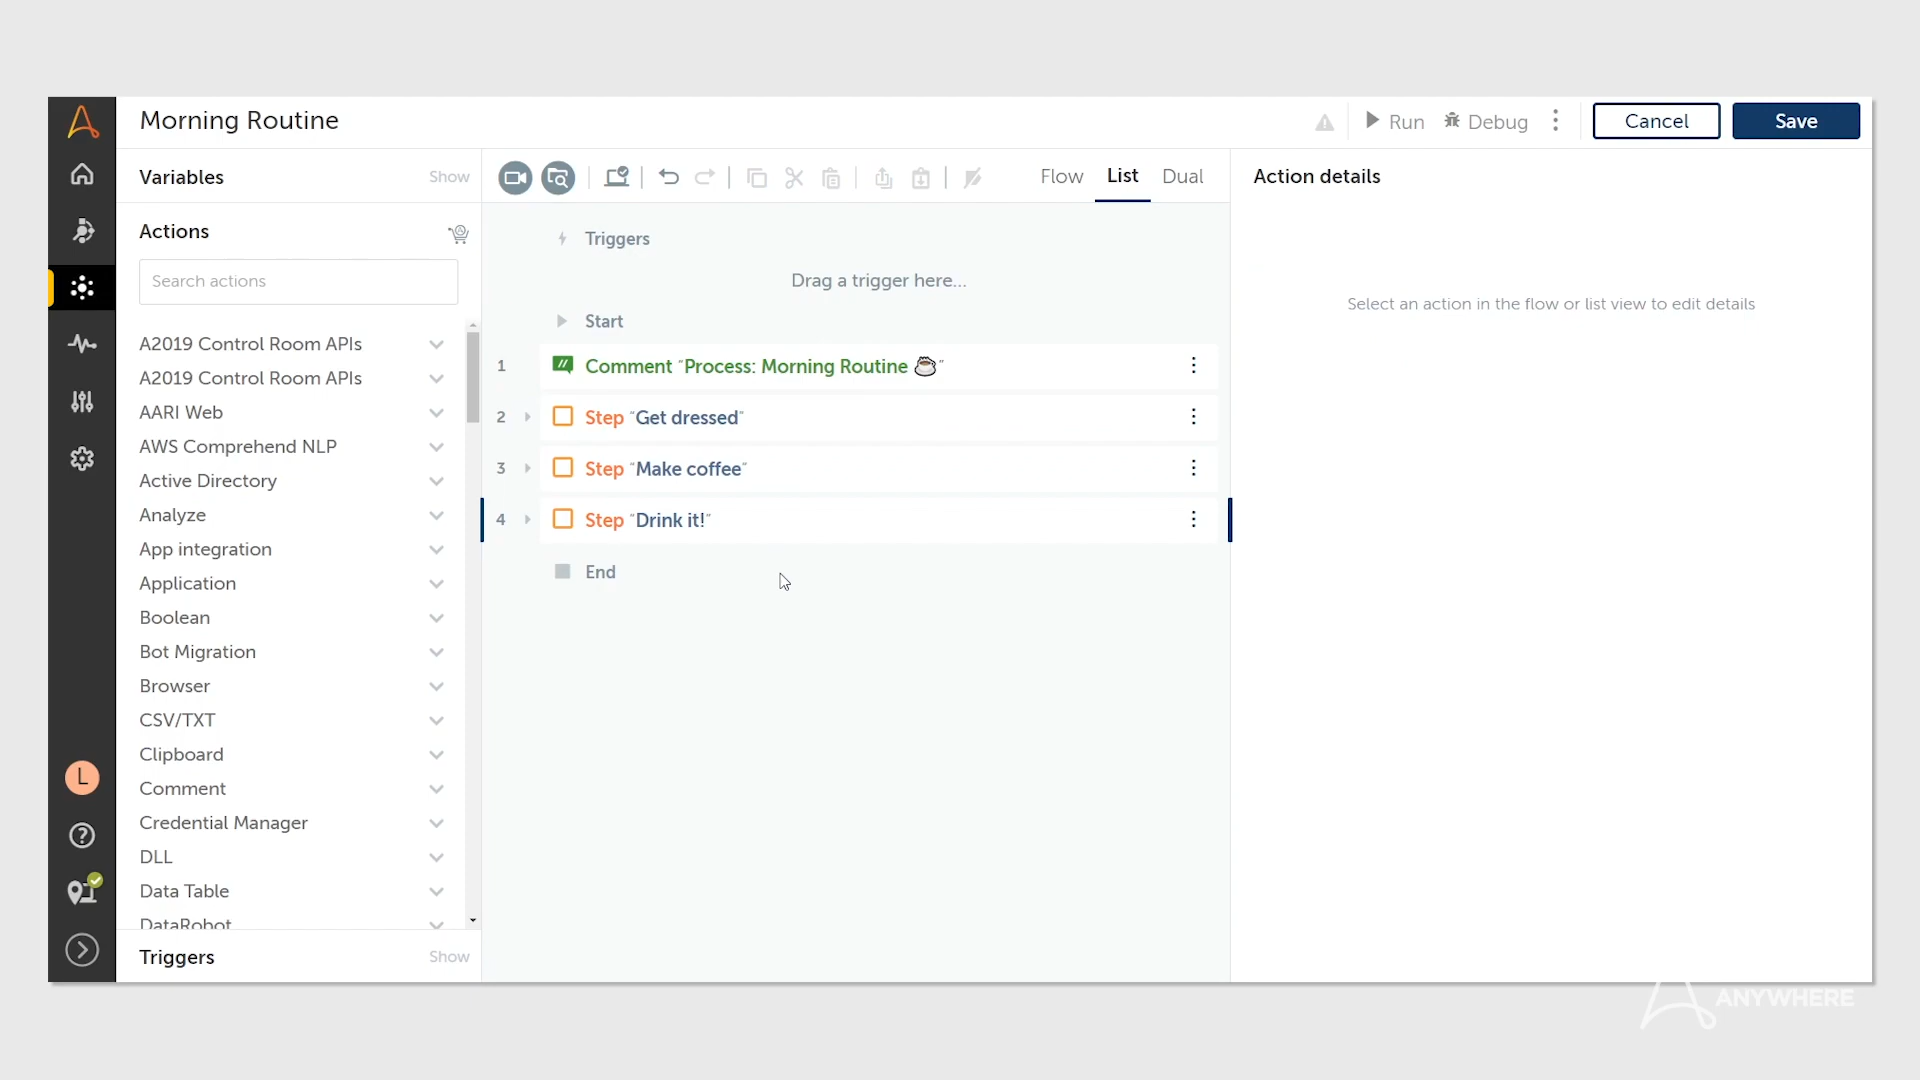 Morning Routine
Run
Debug
Cancel
Save
Variables
Show
Flow
List
Dual
Action details
Actions
Search actions
A2019 Control Room APIs
A2019 Control Room APIs
AARI Web
AWS Comprehend NLP
Active Directory
Analyze
App integration
Application
Boolean
Bot Migration
Browser
CSV/TXT
Clipboard
Comment
Credential Manager
DLL
Data Table
DataRobot
Triggers
Show
Triggers
Drag a trigger here...
Start
1 Comment "Process: Morning Routine ☕"
2 Step "Get dressed"
3 Step "Make coffee"
4 Step "Drink it!"
End
Select an action in the flow or list view to edit details
L
ANYWHERE